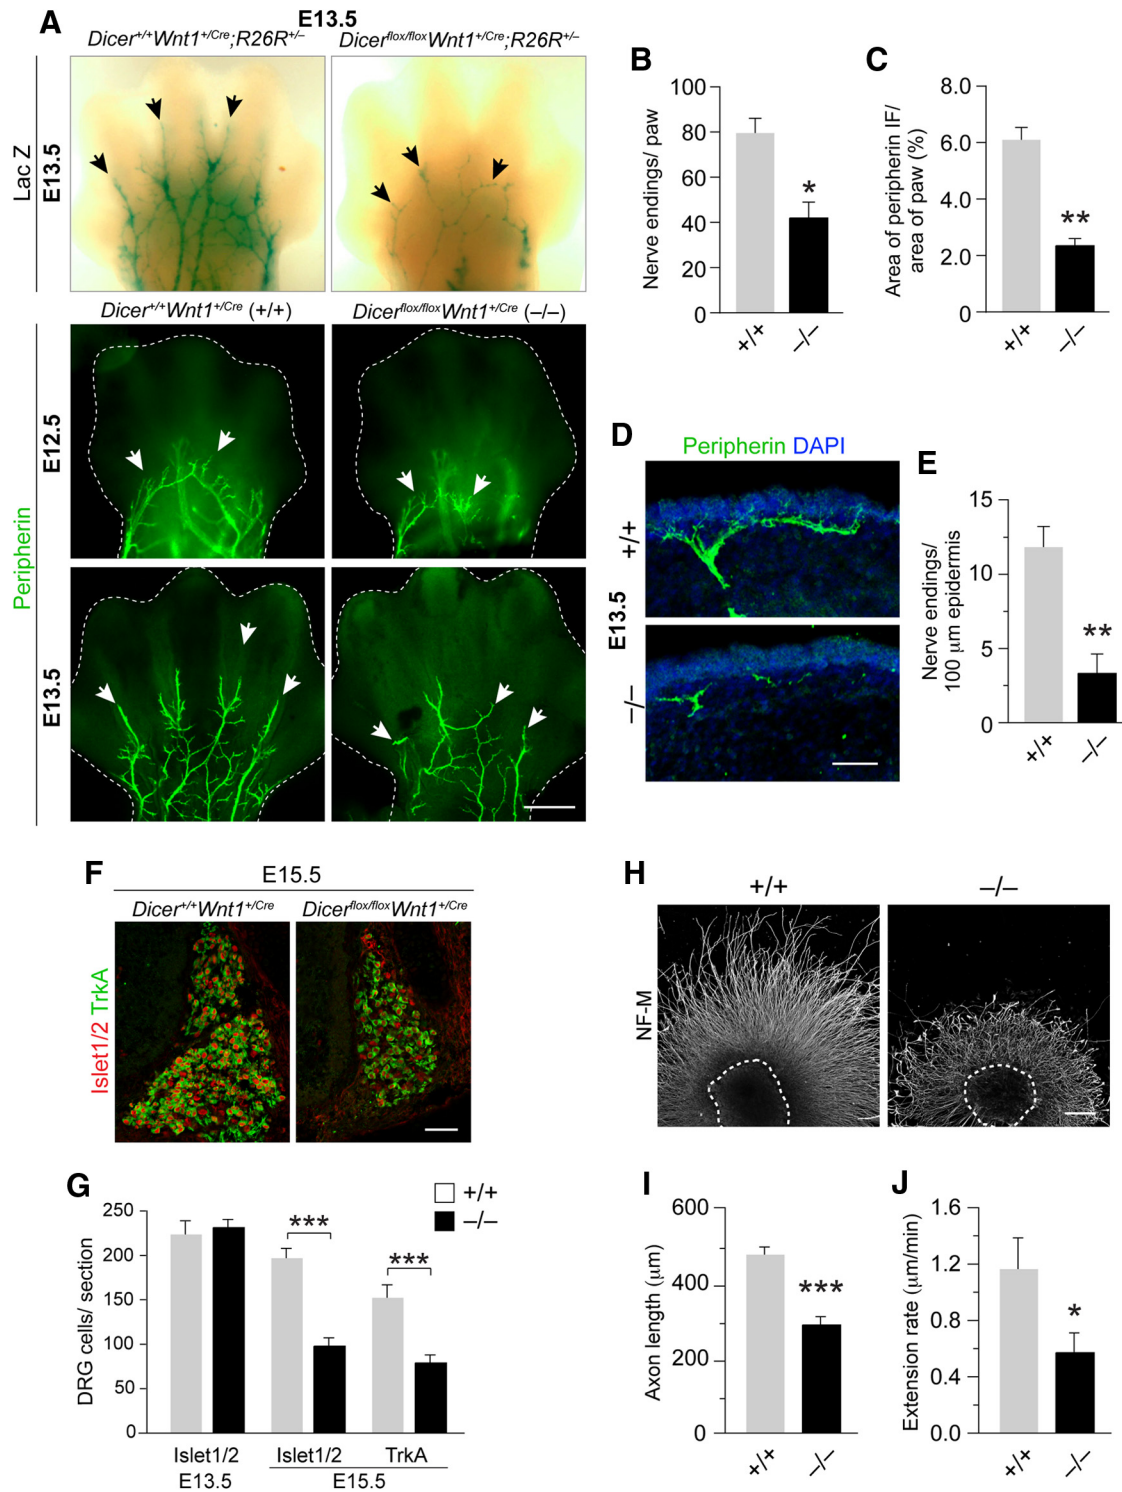 A
E13.5
Dicer+/+Wnt1+/Cre;R26R+/–
Dicerflox/floxWnt1+/Cre;R26R+/–
Lac Z
E13.5
Dicer+/+Wnt1+/Cre (+/+)
Dicerflox/floxWnt1+/Cre (–/–)
Peripherin
E12.5
E13.5
B
Nerve endings/ paw
100
80
60
40
20
0
+/+
–/–
*
C
Area of peripherin IF/
area of paw (%)
8.0
6.0
4.0
2.0
0
+/+
–/–
**
D
Peripherin DAPI
E13.5
+/+
–/–
E
Nerve endings/
100 µm epidermis
15
10
5
0
+/+
–/–
**
F
E15.5
Dicer+/+Wnt1+/Cre
Dicerflox/floxWnt1+/Cre
Islet1/2 TrkA
G
+/+
–/–
DRG cells/ section
250
200
150
100
50
0
***
***
Islet1/2
Islet1/2
TrkA
E13.5
E15.5
H
+/+
–/–
NF-M
I
Axon length (µm)
600
400
200
0
+/+
–/–
***
J
Extension rate (µm/min)
1.6
1.2
0.8
0.4
0.0
+/+
–/–
*